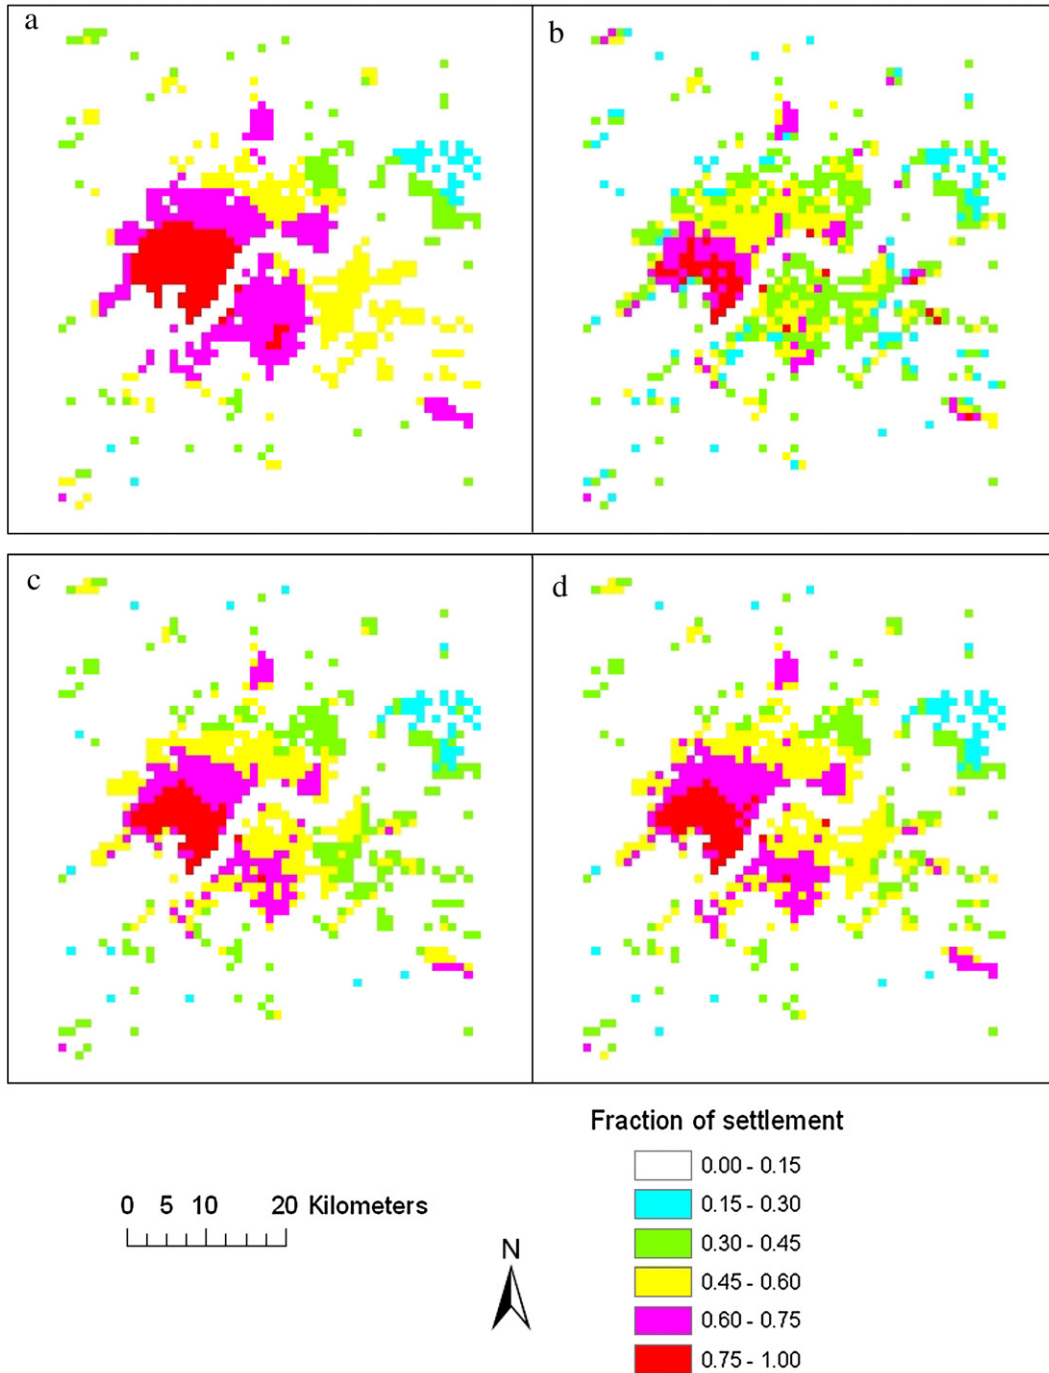 a
b
c
d
Fraction of settlement
0.00 - 0.15
0.15 - 0.30
0.30 - 0.45
0.45 - 0.60
0.60 - 0.75
0.75 - 1.00
0 5 10 20 Kilometers
N